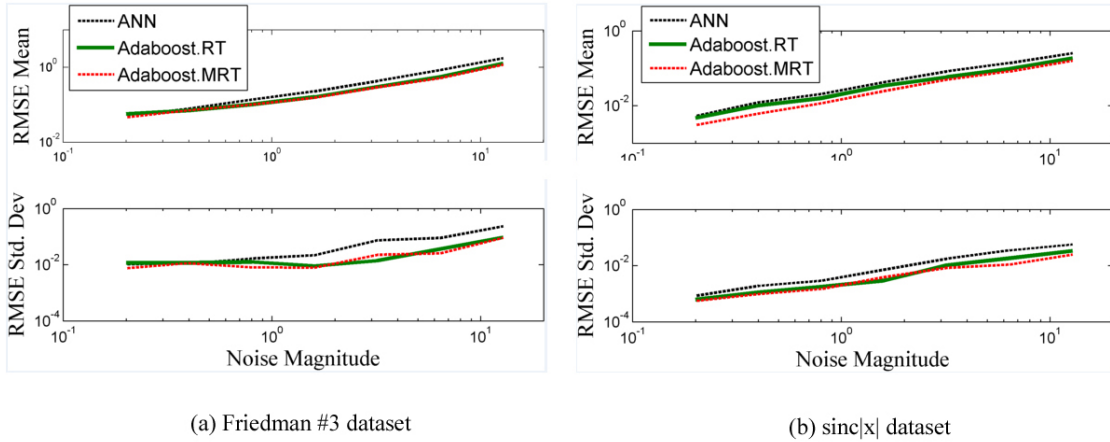 ANN
Adaboost.RT
Adaboost.MRT
RMSE Mean
10^0
10^-2
10^-1
10^0
10^1
RMSE Std. Dev
10^0
10^-2
10^-4
10^-1
10^0
10^1
Noise Magnitude
(a) Friedman #3 dataset
ANN
Adaboost.RT
Adaboost.MRT
RMSE Mean
10^0
10^-2
10^-1
10^0
10^1
RMSE Std. Dev
10^0
10^-2
10^-4
10^-1
10^0
10^1
Noise Magnitude
(b) sinc|x| dataset